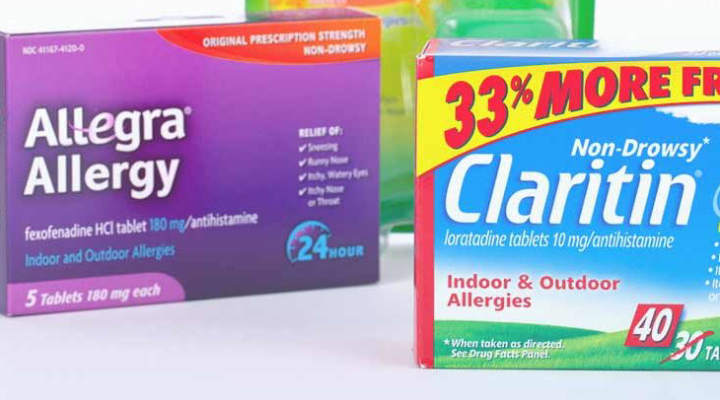 NDC 41167-4120-0
ORIGINAL PRESCRIPTION STRENGTH
NON-DROWSY
Allegra®
Allergy
RELIEF OF:
✓ Sneezing
✓ Runny Nose
✓ Itchy, Watery Eyes
✓ Itchy Nose
or Throat
fexofenadine HCl tablet 180 mg/antihistamine
Indoor and Outdoor Allergies
24 HOUR
5 Tablets 180 mg each
Claritin
33% MORE FR
Non-Drowsy*
Claritin®
loratadine tablets 10 mg/antihistamine
Indoor & Outdoor
Allergies
40
30 TA
*When taken as directed.
See Drug Facts Panel.